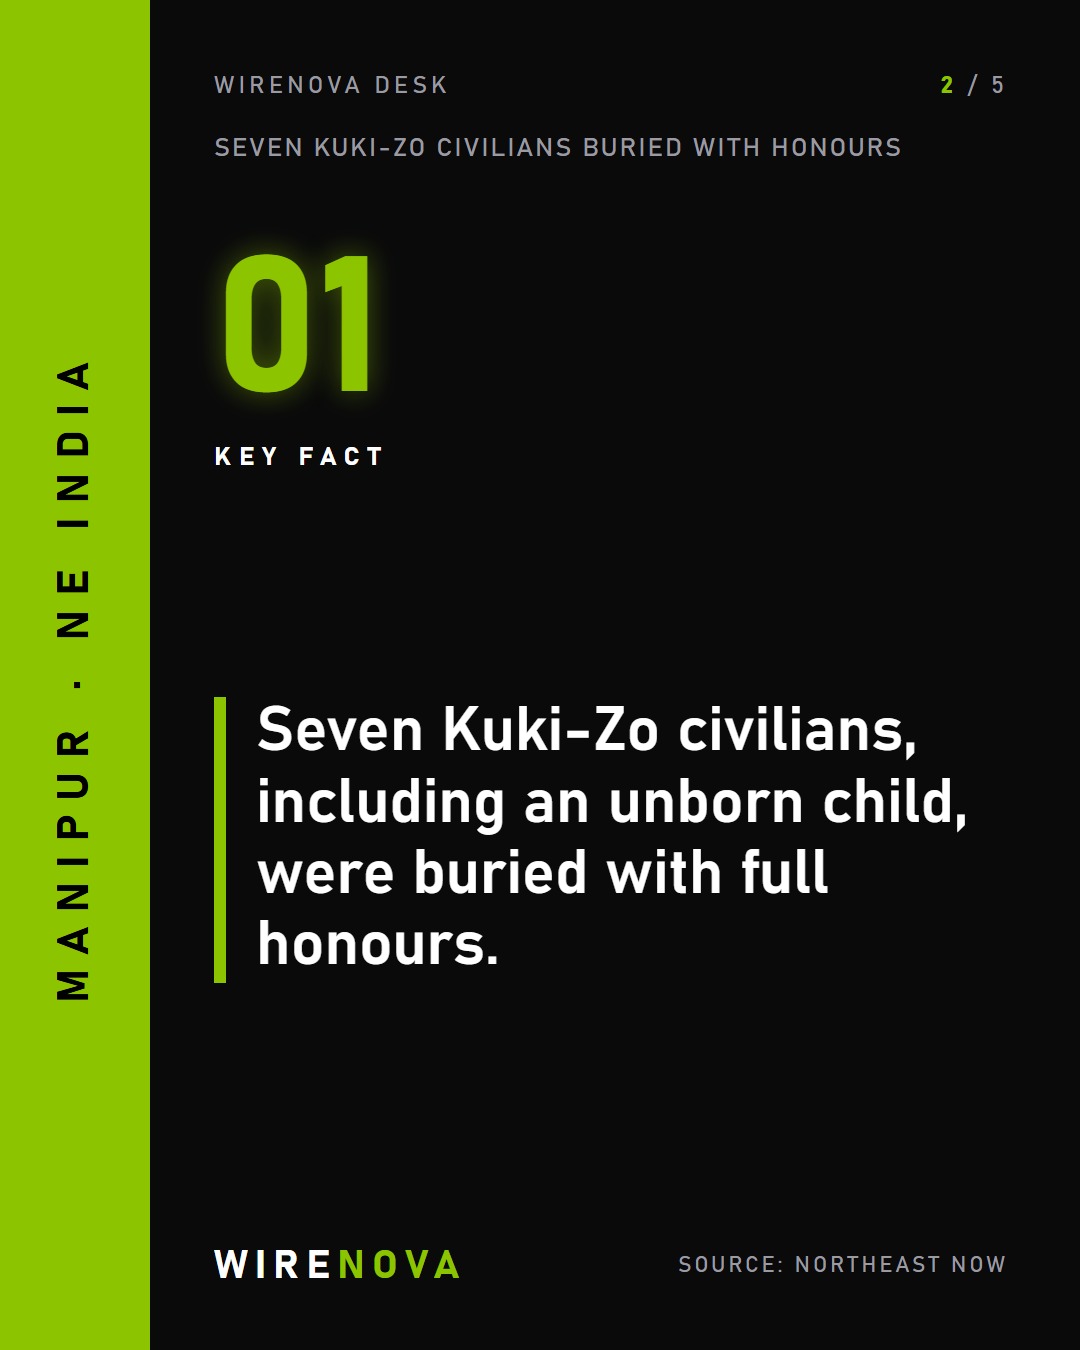 WIRENOVA DESK
2 / 5
SEVEN KUKI-ZO CIVILIANS BURIED WITH HONOURS
01
KEY FACT
MANIPUR · NE INDIA
Seven Kuki-Zo civilians,
including an unborn child,
were buried with full
honours.
WIRENOVA
SOURCE: NORTHEAST NOW